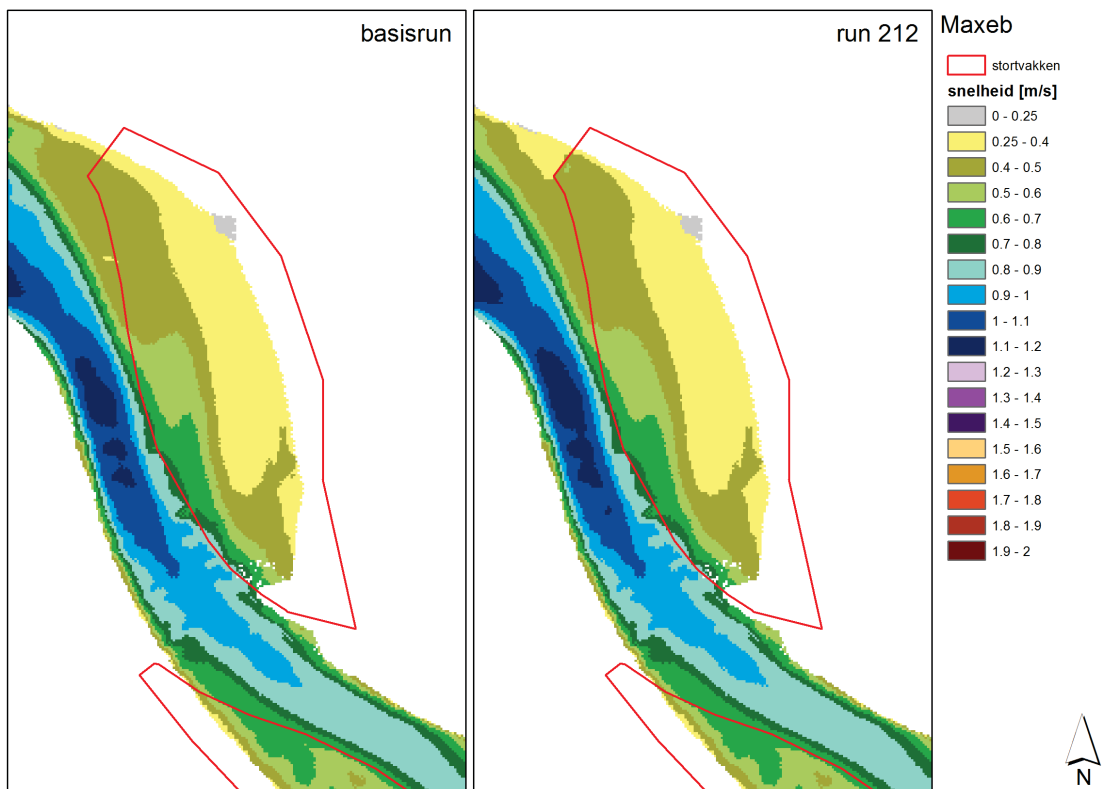 basisrun
run 212
Maxeb
stortvakken
snelheid [m/s]
0 - 0.25
0.25 - 0.4
0.4 - 0.5
0.5 - 0.6
0.6 - 0.7
0.7 - 0.8
0.8 - 0.9
0.9 - 1
1 - 1.1
1.1 - 1.2
1.2 - 1.3
1.3 - 1.4
1.4 - 1.5
1.5 - 1.6
1.6 - 1.7
1.7 - 1.8
1.8 - 1.9
1.9 - 2
N